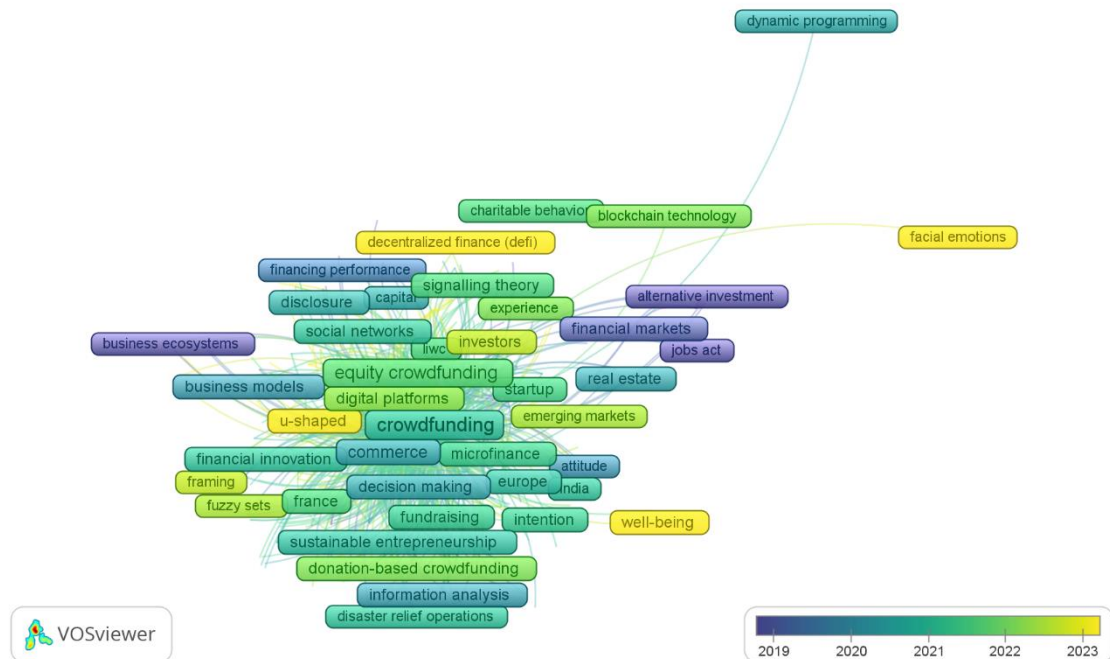 dynamic programming
charitable behavior
blockchain technology
facial emotions
decentralized finance (defi)
financing performance
signalling theory
capital
disclosure
experience
alternative investment
social networks
financial markets
business ecosystems
liwc
investors
jobs act
equity crowdfunding
business models
startup
real estate
digital platforms
u-shaped
crowdfunding
emerging markets
financial innovation
commerce
microfinance
attitude
framing
decision making
europe
india
fuzzy sets
france
fundraising
intention
well-being
sustainable entrepreneurship
donation-based crowdfunding
information analysis
disaster relief operations
VOSviewer
2019 2020 2021 2022 2023